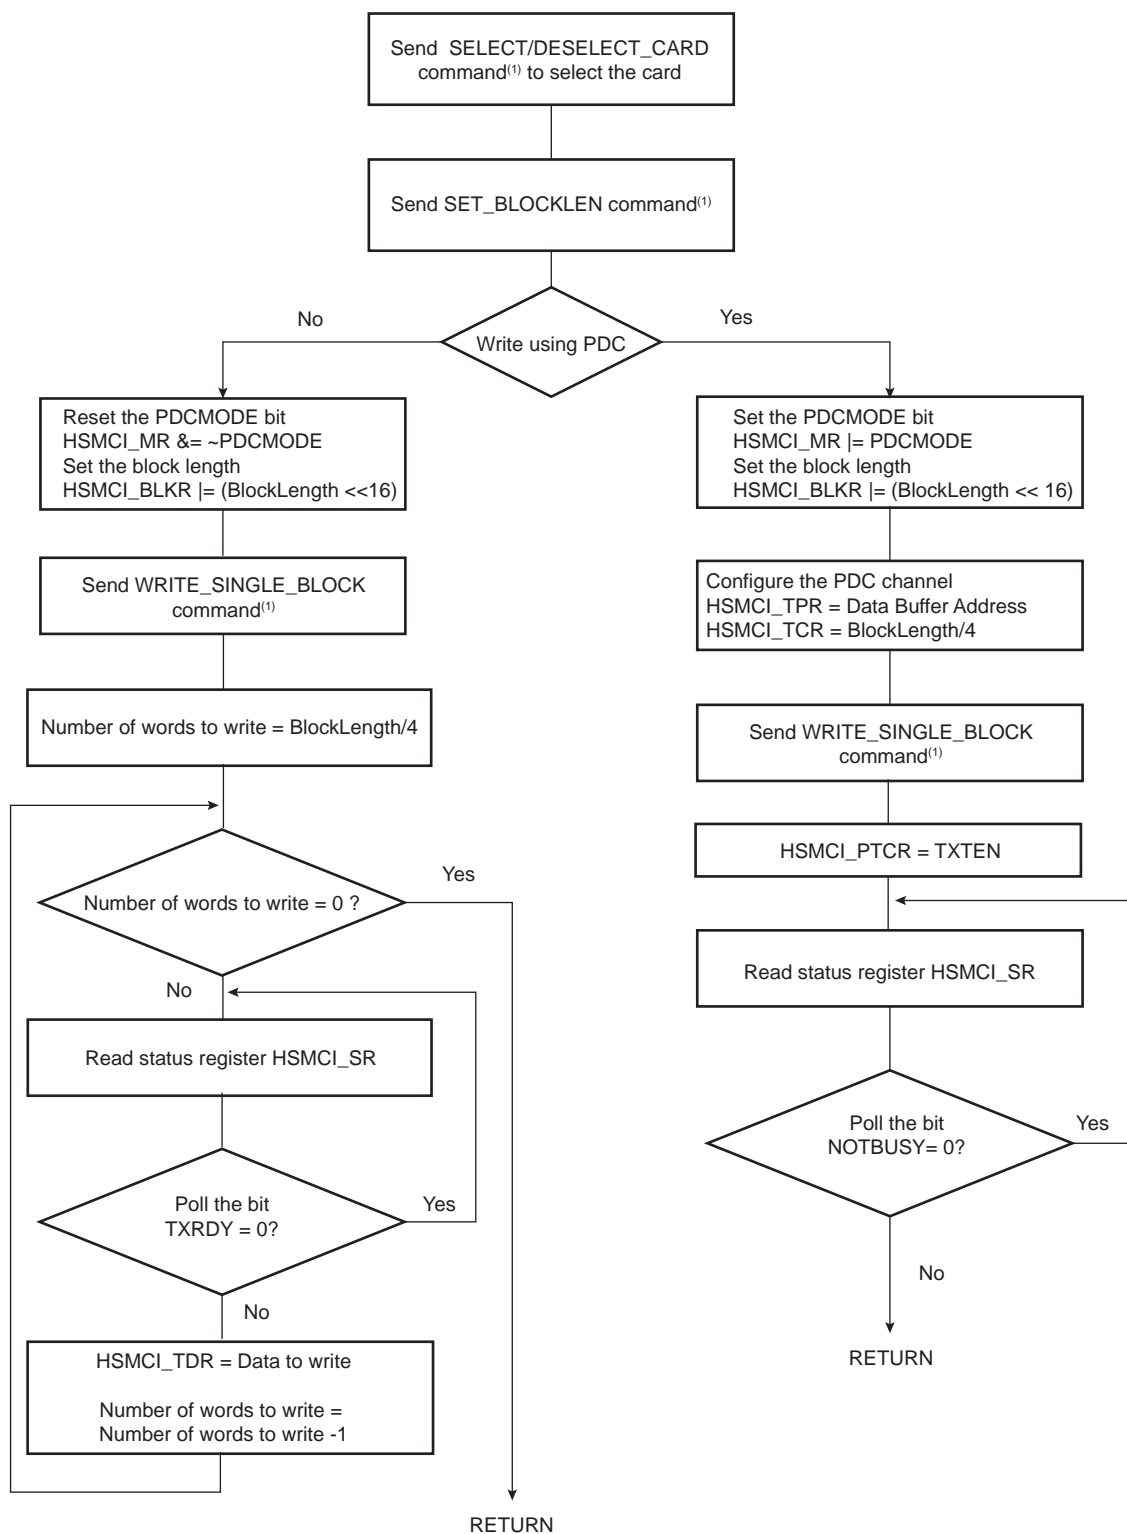 Send SELECT/DESELECT_CARD
command(1) to select the card
Send SET_BLOCKLEN command(1)
No
Yes
Write using PDC
Reset the PDCMODE bit
HSMCI_MR &= ~PDCMODE
Set the block length
HSMCI_BLKR |= (BlockLength <<16)
Send WRITE_SINGLE_BLOCK
command(1)
Number of words to write = BlockLength/4
Number of words to write = 0 ?
Yes
No
Read status register HSMCI_SR
Poll the bit
TXRDY = 0?
Yes
No
HSMCI_TDR = Data to write
Number of words to write =
Number of words to write -1
RETURN
Set the PDCMODE bit
HSMCI_MR |= PDCMODE
Set the block length
HSMCI_BLKR |= (BlockLength << 16)
Configure the PDC channel
HSMCI_TPR = Data Buffer Address
HSMCI_TCR = BlockLength/4
Send WRITE_SINGLE_BLOCK
command(1)
HSMCI_PTCR = TXTEN
Read status register HSMCI_SR
Poll the bit
NOTBUSY= 0?
Yes
No
RETURN